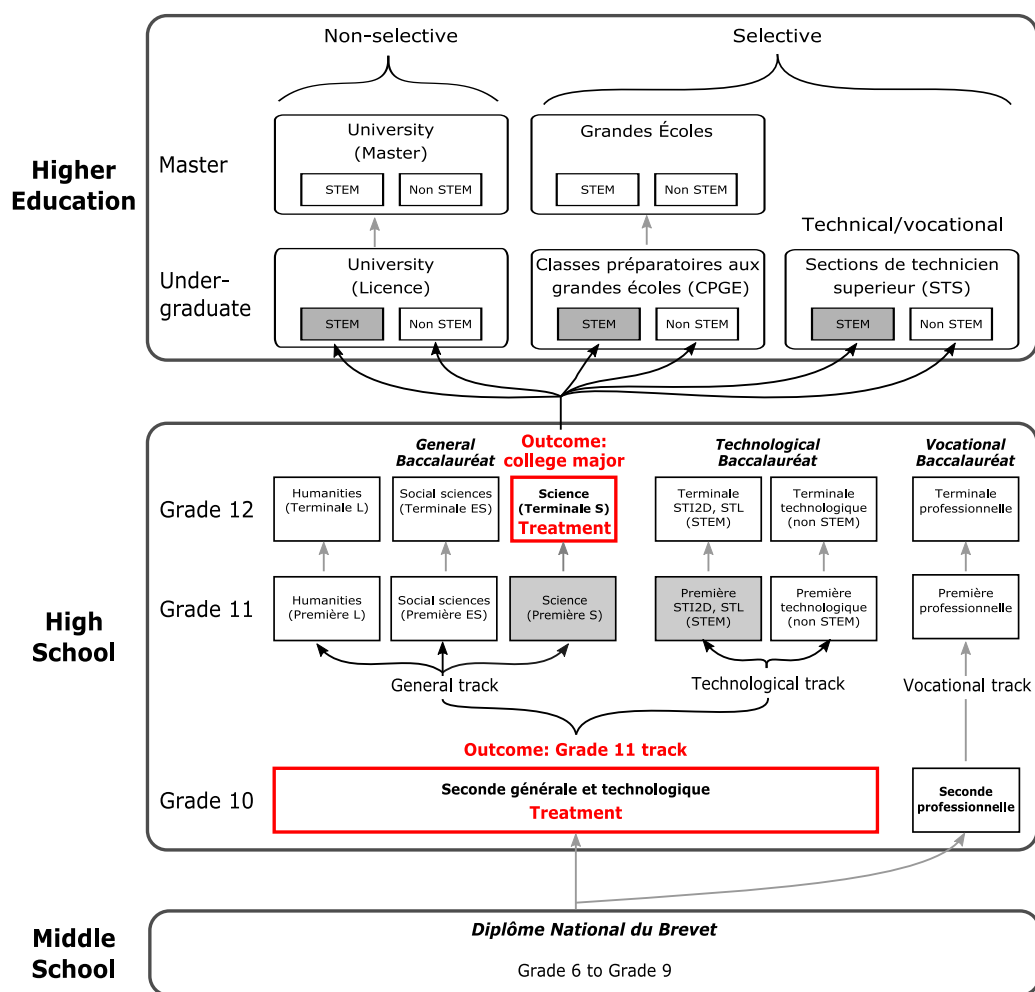 Non-selective
Selective
University
(Master)
STEM
Non STEM
Grandes Écoles
STEM
Non STEM
Master
Higher
Education
Technical/vocational
Under-
graduate
University
(Licence)
STEM
Non STEM
Classes préparatoires aux
grandes écoles (CPGE)
STEM
Non STEM
Sections de technicien
superieur (STS)
STEM
Non STEM
General
Baccalauréat
Outcome:
college major
Technological
Baccalauréat
Vocational
Baccalauréat
Grade 12
Humanities
(Terminale L)
Social sciences
(Terminale ES)
Science
(Terminale S)
Treatment
Terminale
STI2D, STL
(STEM)
Terminale
technologique
(non STEM)
Terminale
professionnelle
Grade 11
Humanities
(Première L)
Social sciences
(Première ES)
Science
(Première S)
Première
STI2D, STL
(STEM)
Première
technologique
(non STEM)
Première
professionnelle
High
School
General track
Technological track
Vocational track
Outcome: Grade 11 track
Grade 10
Seconde générale et technologique
Treatment
Seconde
professionnelle
Middle
School
Diplôme National du Brevet
Grade 6 to Grade 9